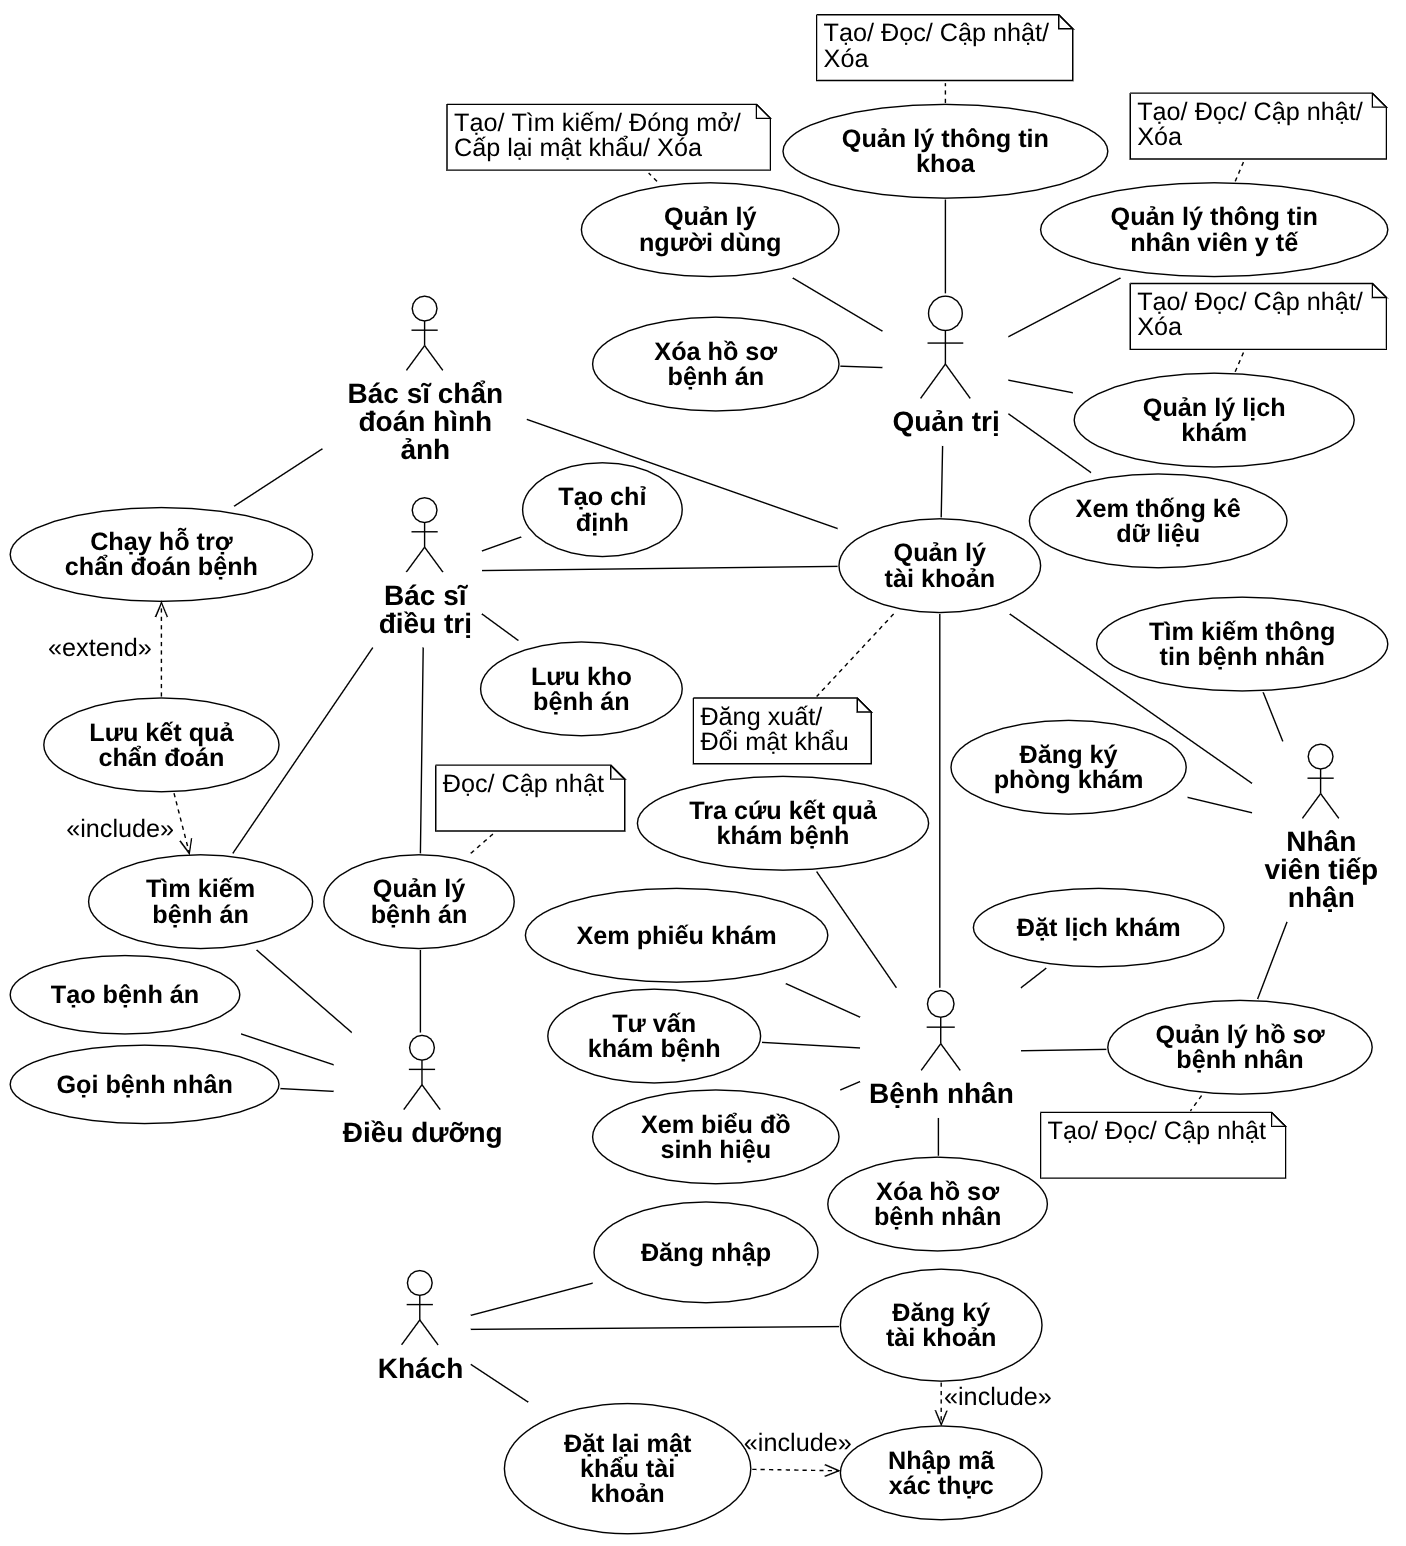 Tạo/ Đọc/ Cập nhật/
Xóa
Tạo/ Tìm kiếm/ Đóng mở/
Cấp lại mật khẩu/ Xóa
Quản lý thông tin
khoa
Tạo/ Đọc/ Cập nhật/
Xóa
Quản lý
người dùng
Quản lý thông tin
nhân viên y tế
Tạo/ Đọc/ Cập nhật/
Xóa
Xóa hồ sơ
bệnh án
Bác sĩ chẩn
đoán hình
ảnh
Quản trị
Quản lý lịch
khám
Tạo chỉ
định
Xem thống kê
dữ liệu
Chạy hỗ trợ
chẩn đoán bệnh
Quản lý
tài khoản
Bác sĩ
điều trị
«extend»
Tìm kiếm thông
tin bệnh nhân
Lưu kho
bệnh án
Lưu kết quả
chẩn đoán
Đăng xuất/
Đổi mật khẩu
Đăng ký
phòng khám
Đọc/ Cập nhật
Tra cứu kết quả
khám bệnh
«include»
Nhân
viên tiếp
nhận
Tìm kiếm
bệnh án
Quản lý
bệnh án
Xem phiếu khám
Đặt lịch khám
Tạo bệnh án
Tư vấn
khám bệnh
Quản lý hồ sơ
bệnh nhân
Gọi bệnh nhân
Bệnh nhân
Điều dưỡng
Xem biểu đồ
sinh hiệu
Tạo/ Đọc/ Cập nhật
Xóa hồ sơ
bệnh nhân
Đăng nhập
Đăng ký
tài khoản
Khách
«include»
Đặt lại mật
khẩu tài
khoản
«include»
Nhập mã
xác thực